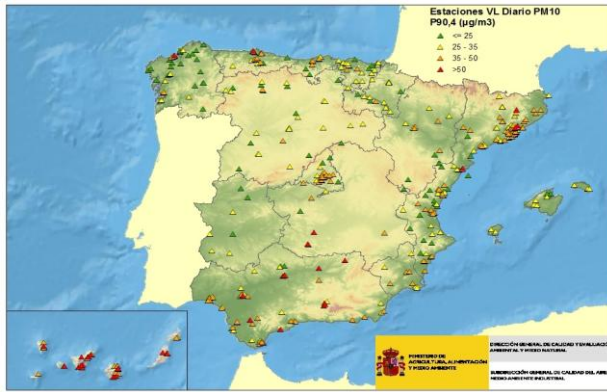 Estaciones VL Diario PM10
P90,4 (µg/m3)
<= 25
25 - 35
35 - 50
>50
MINISTERIO DE
AGRICULTURA, ALIMENTACIÓN
Y MEDIO AMBIENTE
DIRECCIÓN GENERAL DE CALIDAD Y EVALUACIÓN
AMBIENTAL Y MEDIO NATURAL
SUBDIRECCIÓN GENERAL DE CALIDAD DEL AIRE
MEDIO AMBIENTE INDUSTRIAL